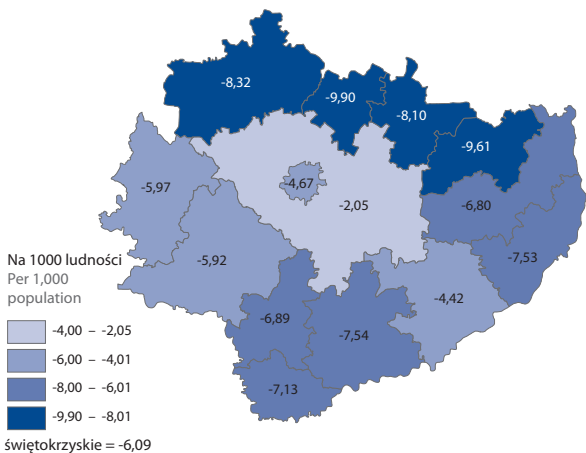 -8,32
-9,90
-8,10
-9,61
-5,97
-4,67
-2,05
-6,80
-5,92
-7,53
-4,42
-6,89
-7,54
-7,13
Na 1000 ludności
Per 1,000
population
-4,00 – -2,05
-6,00 – -4,01
-8,00 – -6,01
-9,90 – -8,01
świętokrzyskie = -6,09